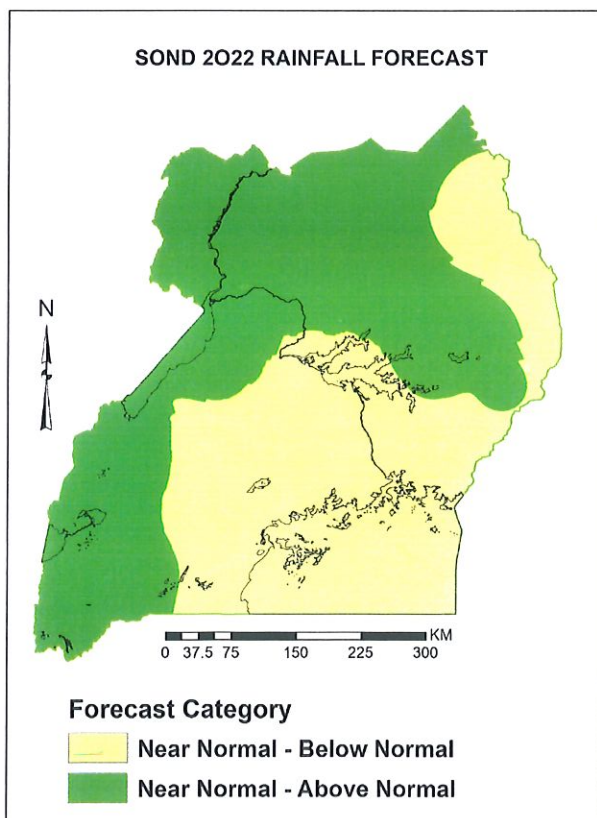 SOND 2O22 RAINFALL FORECAST
N
KM
0 37.5 75 150 225 300
Forecast Category
Near Normal - Below Normal
Near Normal - Above Normal